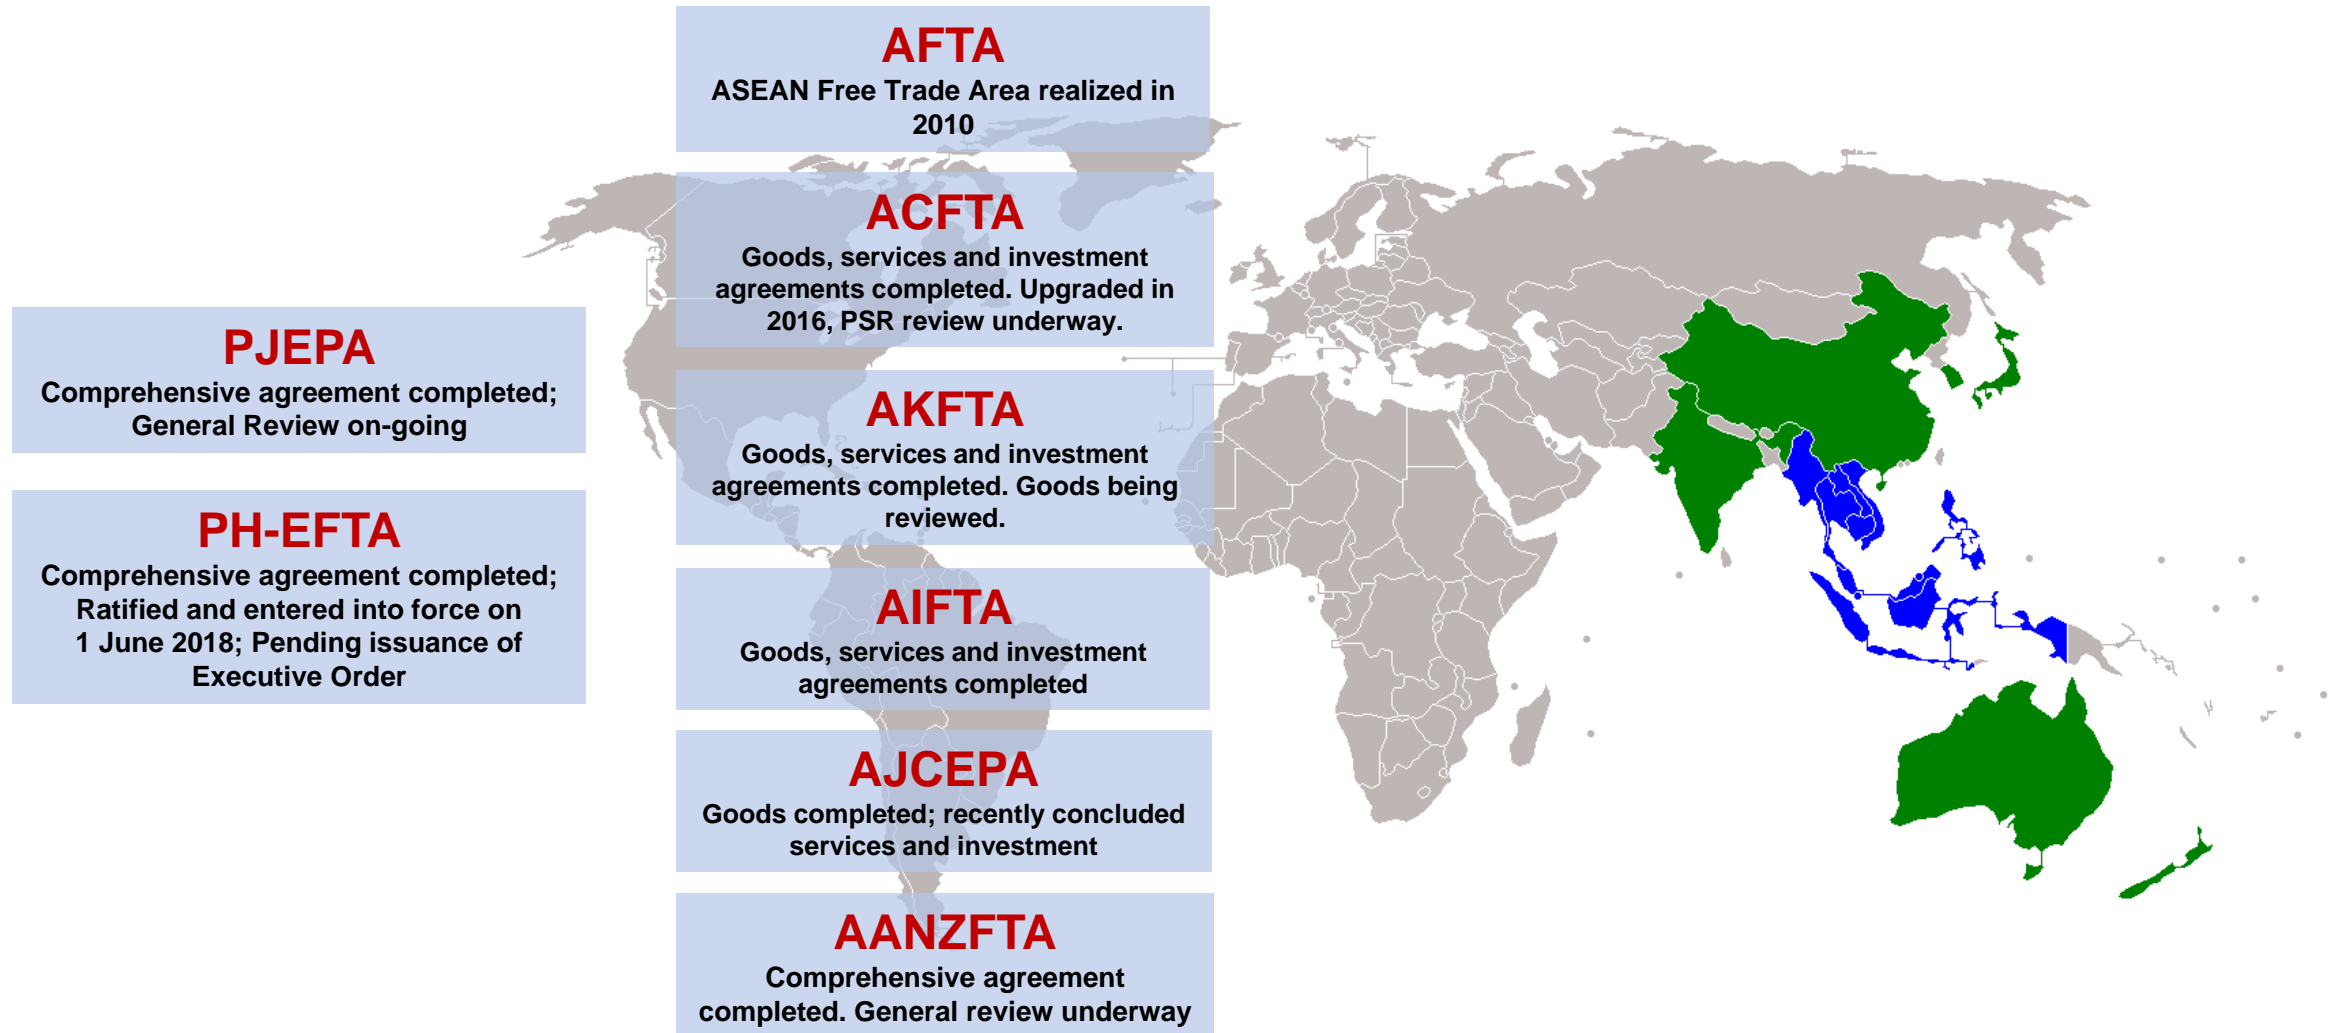 PJEPA
Comprehensive agreement completed;
General Review on-going
PH-EFTA
Comprehensive agreement completed;
Ratified and entered into force on
1 June 2018; Pending issuance of
Executive Order
AFTA
ASEAN Free Trade Area realized in
2010
ACFTA
Goods, services and investment
agreements completed. Upgraded in
2016, PSR review underway.
AKFTA
Goods, services and investment
agreements completed. Goods being
reviewed.
AIFTA
Goods, services and investment
agreements completed
AJCEPA
Goods completed; recently concluded
services and investment
AANZFTA
Comprehensive agreement
completed. General review underway